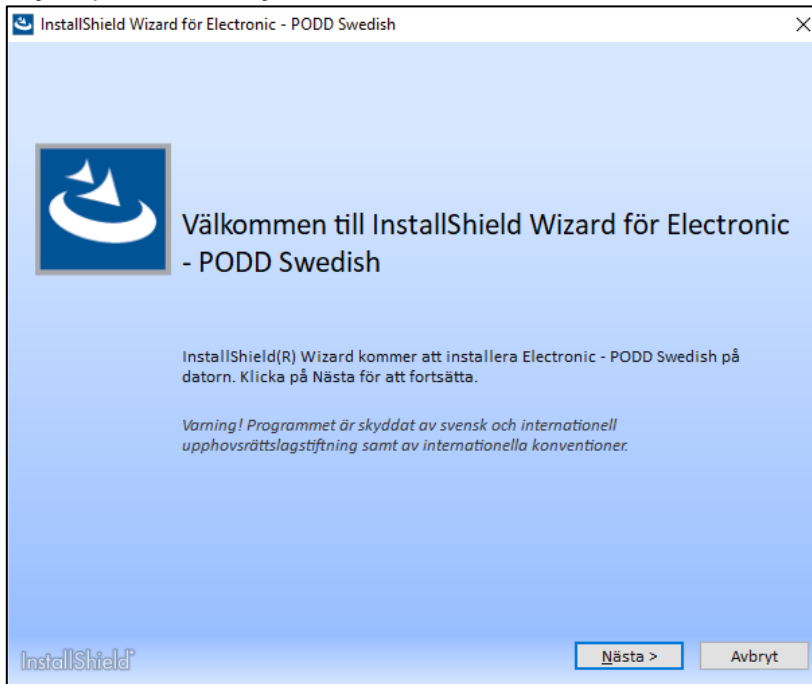 InstallShield Wizard för Electronic - PODD Swedish
Välkommen till InstallShield Wizard för Electronic
- PODD Swedish
InstallShield(R) Wizard kommer att installera Electronic - PODD Swedish på
datorn. Klicka på Nästa för att fortsätta.
Varning! Programmet är skyddat av svensk och internationell
upphovsrättslagstiftning samt av internationella konventioner.
InstallShield®
Nästa >
Avbryt